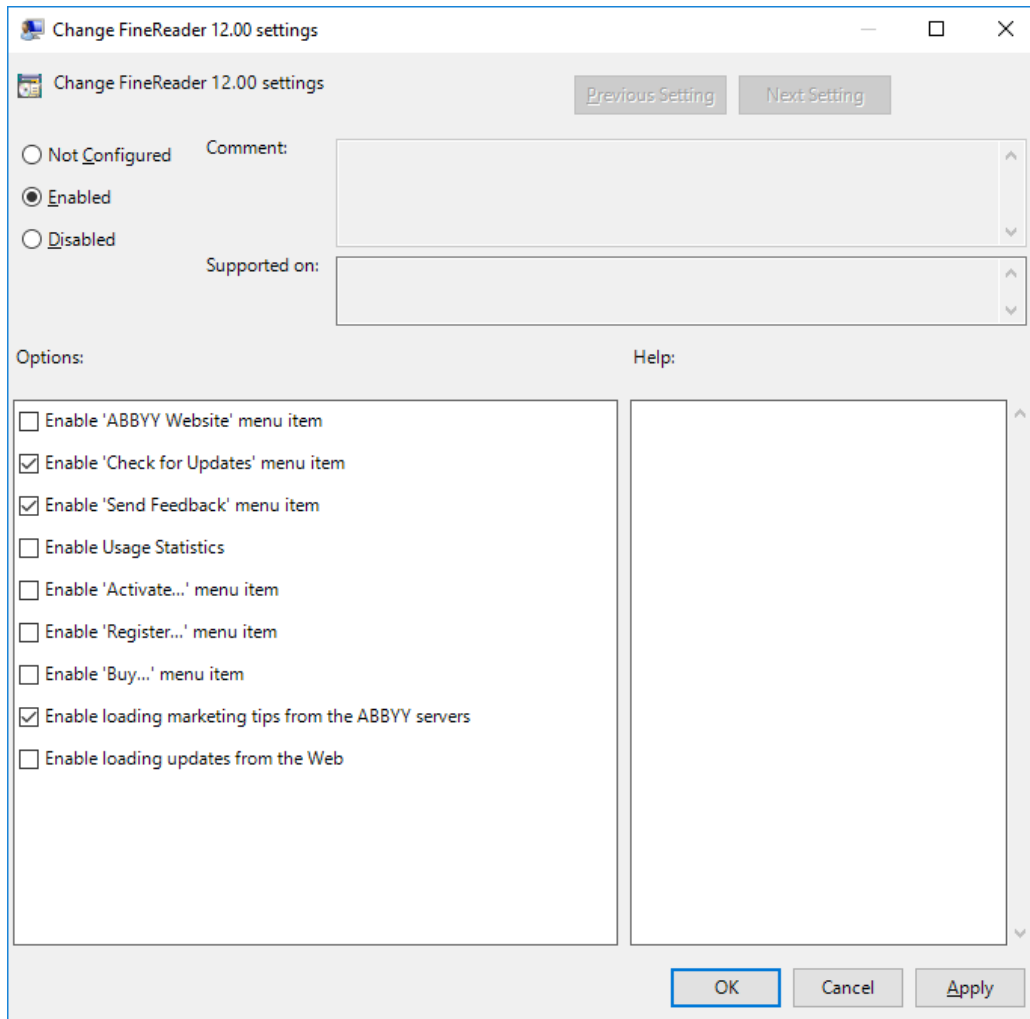 Change FineReader 12.00 settings
Change FineReader 12.00 settings
Previous Setting
Next Setting
Not Configured
Comment:
Enabled
Disabled
Supported on:
Options:
Help:
Enable 'ABBYY Website' menu item
Enable 'Check for Updates' menu item
Enable 'Send Feedback' menu item
Enable Usage Statistics
Enable 'Activate...' menu item
Enable 'Register...' menu item
Enable 'Buy...' menu item
Enable loading marketing tips from the ABBYY servers
Enable loading updates from the Web
OK
Cancel
Apply